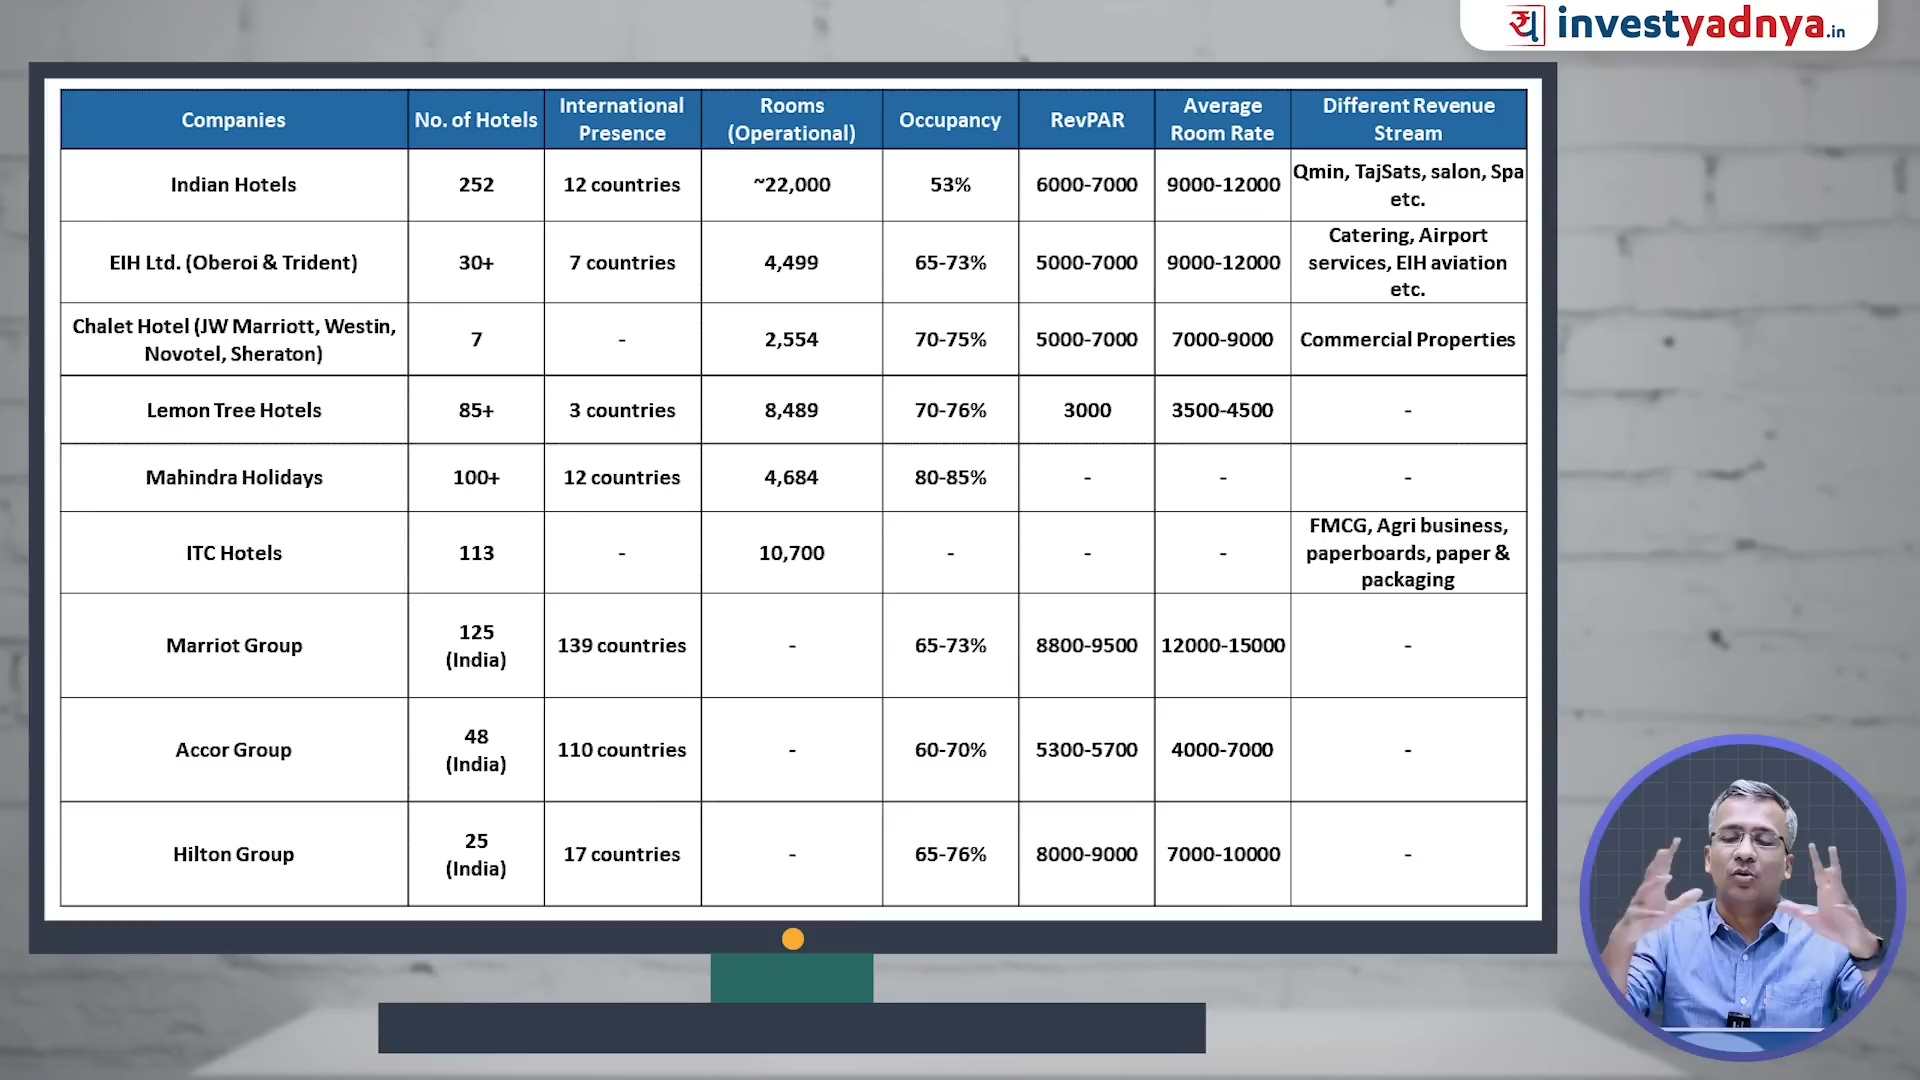 investyadnya.in
Companies
No. of Hotels
International
Presence
Rooms
(Operational)
Occupancy
RevPAR
Average
Room Rate
Different Revenue
Stream
Indian Hotels
252
12 countries
~22,000
53%
6000-7000
9000-12000
Qmin, TajSats, salon, Spa
etc.
EIH Ltd. (Oberoi & Trident)
30+
7 countries
4,499
65-73%
5000-7000
9000-12000
Catering, Airport
services, EIH aviation
etc.
Chalet Hotel (JW Marriott, Westin,
Novotel, Sheraton)
7
-
2,554
70-75%
5000-7000
7000-9000
Commercial Properties
Lemon Tree Hotels
85+
3 countries
8,489
70-76%
3000
3500-4500
-
Mahindra Holidays
100+
12 countries
4,684
80-85%
-
-
-
ITC Hotels
113
-
10,700
-
-
-
FMCG, Agri business,
paperboards, paper &
packaging
Marriot Group
125
(India)
139 countries
-
65-73%
8800-9500
12000-15000
-
Accor Group
48
(India)
110 countries
-
60-70%
5300-5700
4000-7000
-
Hilton Group
25
(India)
17 countries
-
65-76%
8000-9000
7000-10000
-